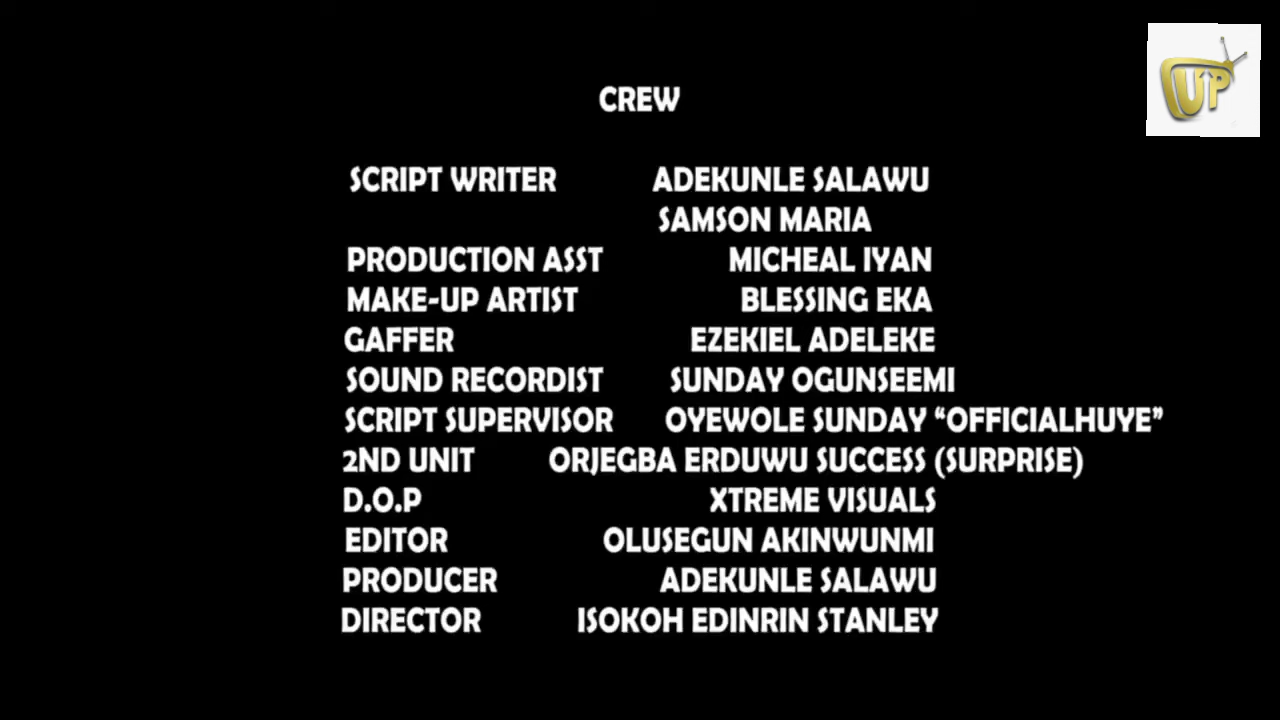 UP
CREW
SCRIPT WRITER ADEKUNLE SALAWU
SAMSON MARIA
PRODUCTION ASST MICHEAL IYAN
MAKE-UP ARTIST BLESSING EKA
GAFFER EZEKIEL ADELEKE
SOUND RECORDIST SUNDAY OGUNSEEMI
SCRIPT SUPERVISOR OYEWOLE SUNDAY “OFFICIALHUYE”
2ND UNIT ORJEGBA ERDUWU SUCCESS (SURPRISE)
D.O.P XTREME VISUALS
EDITOR OLUSEGUN AKINWUNMI
PRODUCER ADEKUNLE SALAWU
DIRECTOR ISOKOH EDINRIN STANLEY